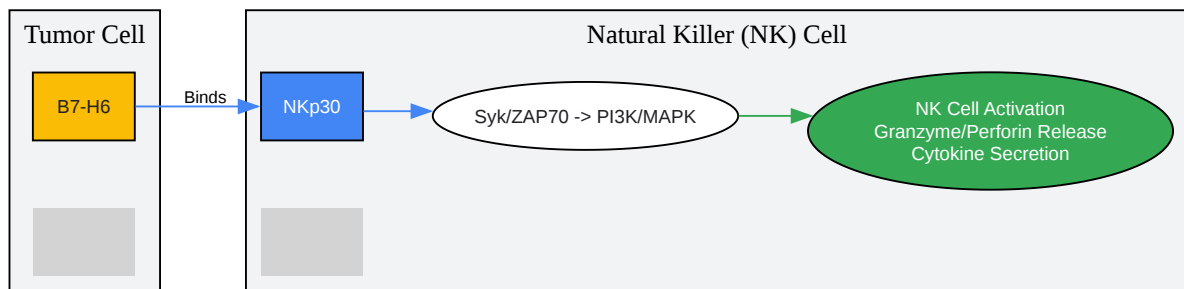 Tumor Cell
Natural Killer (NK) Cell
B7-H6
Binds
NKp30
Syk/ZAP70 -> PI3K/MAPK
NK Cell Activation
Granzyme/Perforin Release
Cytokine Secretion